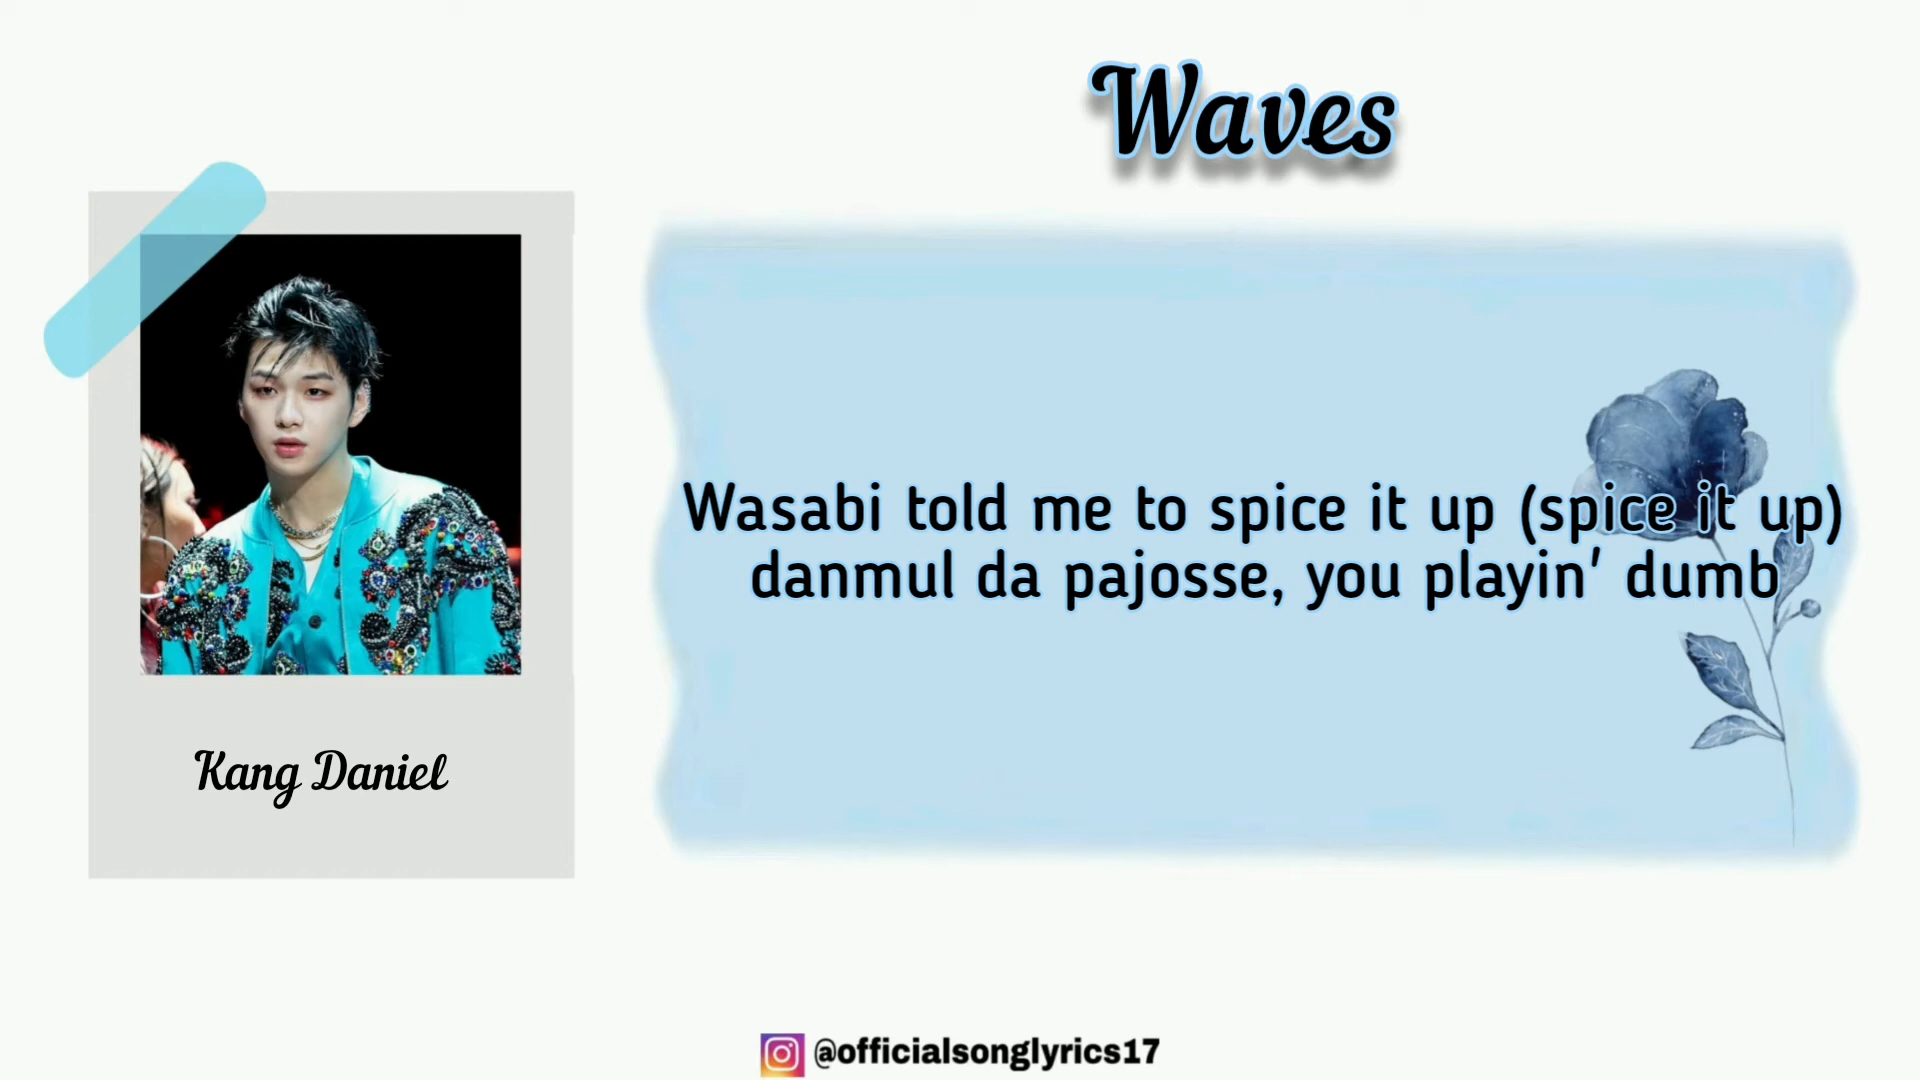 Waves
Wasabi told me to spice it up (spice it up)
danmul da pajosse, you playin' dumb
Kang Daniel
@officialsonglyrics17